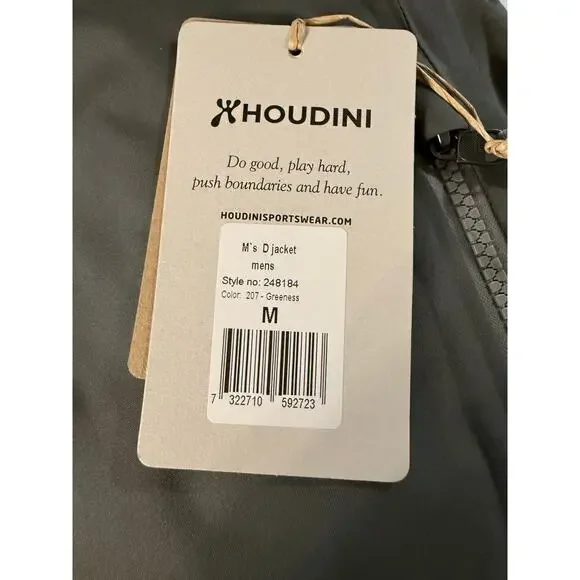 HOUDINI
Do good, play hard,
push boundaries and have fun.
HOUDINISPORTSWEAR.COM
M`s D jacket
mens
Style no: 248184
Color: 207 - Greeness
M
7 322710 592723